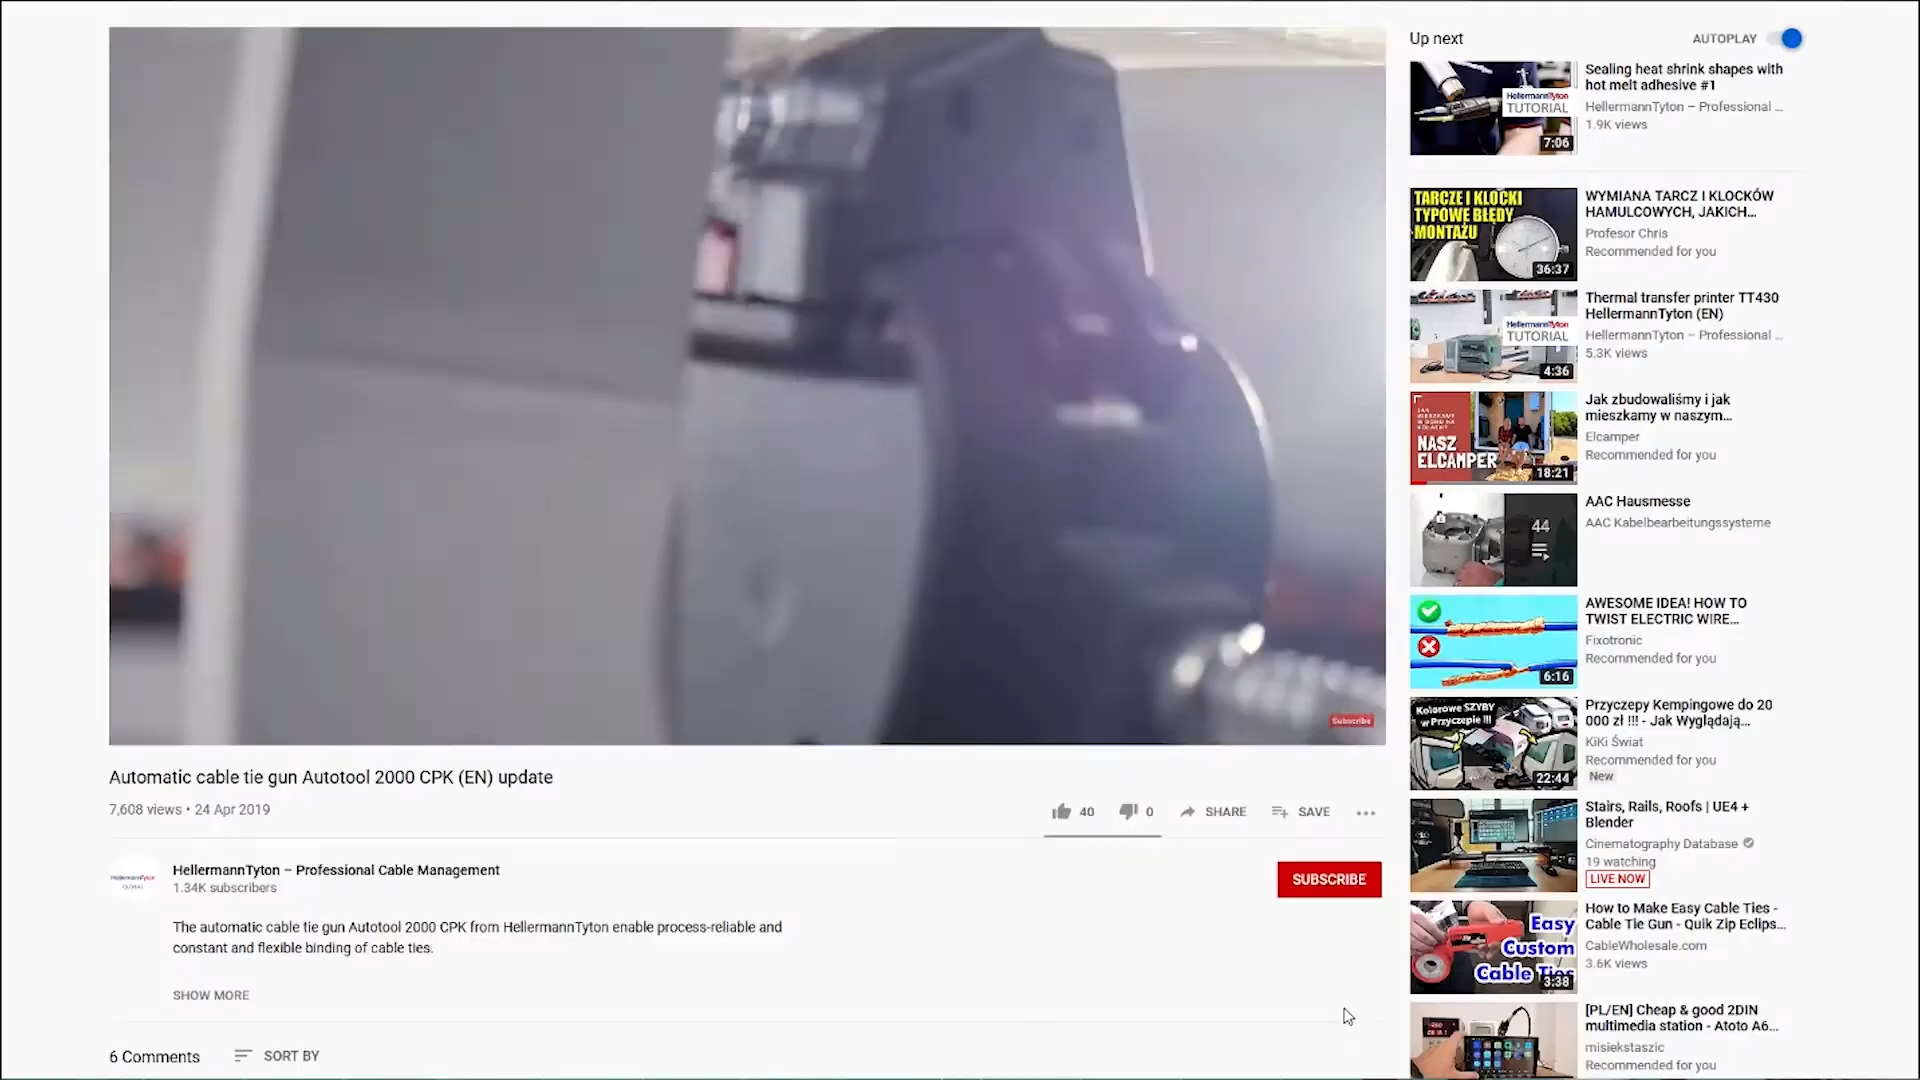 Subscribe
Automatic cable tie gun Autotool 2000 CPK (EN) update
7,608 views • 24 Apr 2019
40
0
SHARE
SAVE
HellermannTyton
GLOBAL
HellermannTyton – Professional Cable Management
1.34K subscribers
SUBSCRIBE
The automatic cable tie gun Autotool 2000 CPK from HellermannTyton enable process-reliable and
constant and flexible binding of cable ties.
SHOW MORE
6 Comments
SORT BY
Up next
AUTOPLAY
HellermannTyton
TUTORIAL
7:06
Sealing heat shrink shapes with
hot melt adhesive #1
HellermannTyton – Professional ...
1.9K views
TARCZE I KLOCKI
TYPOWE BŁĘDY
MONTAŻU
36:37
WYMIANA TARCZ I KLOCKÓW
HAMULCOWYCH, JAKICH...
Profesor Chris
Recommended for you
HellermannTyton
TUTORIAL
4:36
Thermal transfer printer TT430
HellermannTyton (EN)
HellermannTyton – Professional ...
5.3K views
NASZ
ELCAMPER
18:21
Jak zbudowaliśmy i jak
mieszkamy w naszym...
Elcamper
Recommended for you
44
AAC Hausmesse
AAC Kabelbearbeitungssysteme
6:16
AWESOME IDEA! HOW TO
TWIST ELECTRIC WIRE...
Fixotronic
Recommended for you
Kolorowe SZYBY
w Przyczepie !!!
22:44
Przyczepy Kempingowe do 20
000 zł !!! - Jak Wyglądają...
KiKi Świat
Recommended for you
New
Stairs, Rails, Roofs | UE4 +
Blender
Cinematography Database
19 watching
LIVE NOW
Easy
Custom
Cable Ties
3:38
How to Make Easy Cable Ties -
Cable Tie Gun - Quik Zip Eclips...
CableWholesale.com
3.6K views
[PL/EN] Cheap & good 2DIN
multimedia station - Atoto A6...
misiekstaszic
Recommended for you